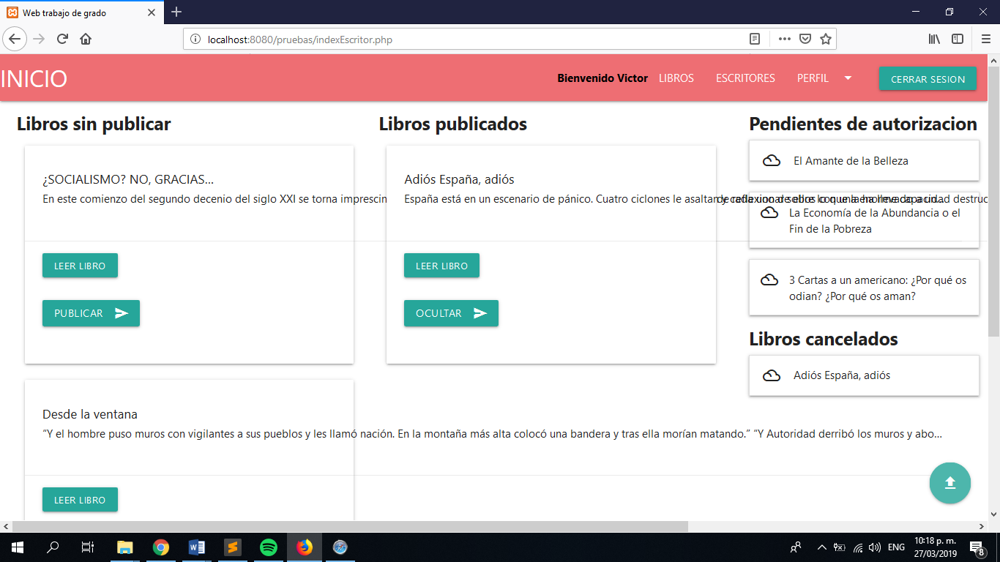 Web trabajo de grado
localhost:8080/pruebas/indexEscritor.php
INICIO
Bienvenido Victor
LIBROS
ESCRITORES
PERFIL
CERRAR SESION
Libros sin publicar
¿SOCIALISMO? NO, GRACIAS...
En este comienzo del segundo decenio del siglo XXI se torna imprescin
LEER LIBRO
PUBLICAR
Desde la ventana
“Y el hombre puso muros con vigilantes a sus pueblos y les llamó nación. En la montaña más alta colocó una bandera y tras ella morían matando.” “Y Autoridad derribó los muros y abo...
LEER LIBRO
Libros publicados
Adiós España, adiós
España está en un escenario de pánico. Cuatro ciclones le asaltan
LEER LIBRO
OCULTAR
Pendientes de autorizacion
El Amante de la Belleza
La Economía de la Abundancia o el
Fin de la Pobreza
3 Cartas a un americano: ¿Por qué os
odian? ¿Por qué os aman?
Libros cancelados
Adiós España, adiós
ENG
10:18 p. m.
27/03/2019
8